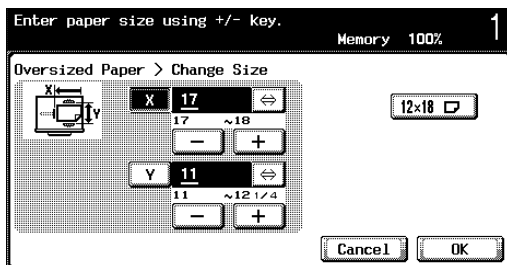 Enter paper size using +/- key.
Memory 100% 1
Oversized Paper > Change Size
X Y
X 17 ⇔
17 ~18
- +
12×18
Y 11 ⇔
11 ~12 1/4
- +
Cancel OK